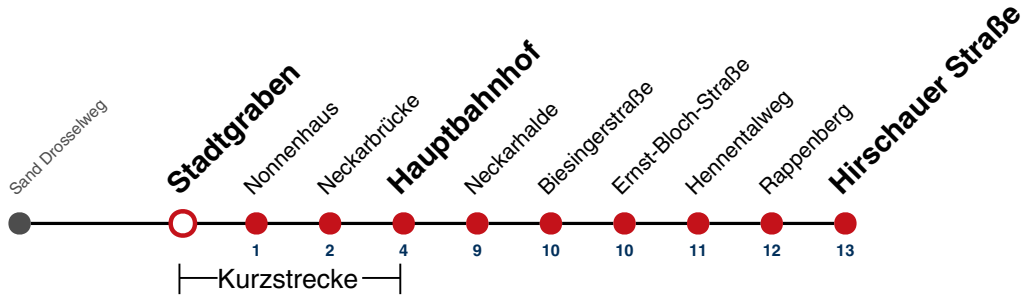 Sand Drosselweg
Stadtgraben
Nonnenhaus
Neckarbrücke
Hauptbahnhof
Neckarhalde
Biesingerstraße
Ernst-Bloch-Straße
Hennentalweg
Rappenberg
Hirschauer Straße
1 2 4 9 10 10 11 12 13
Kurzstrecke